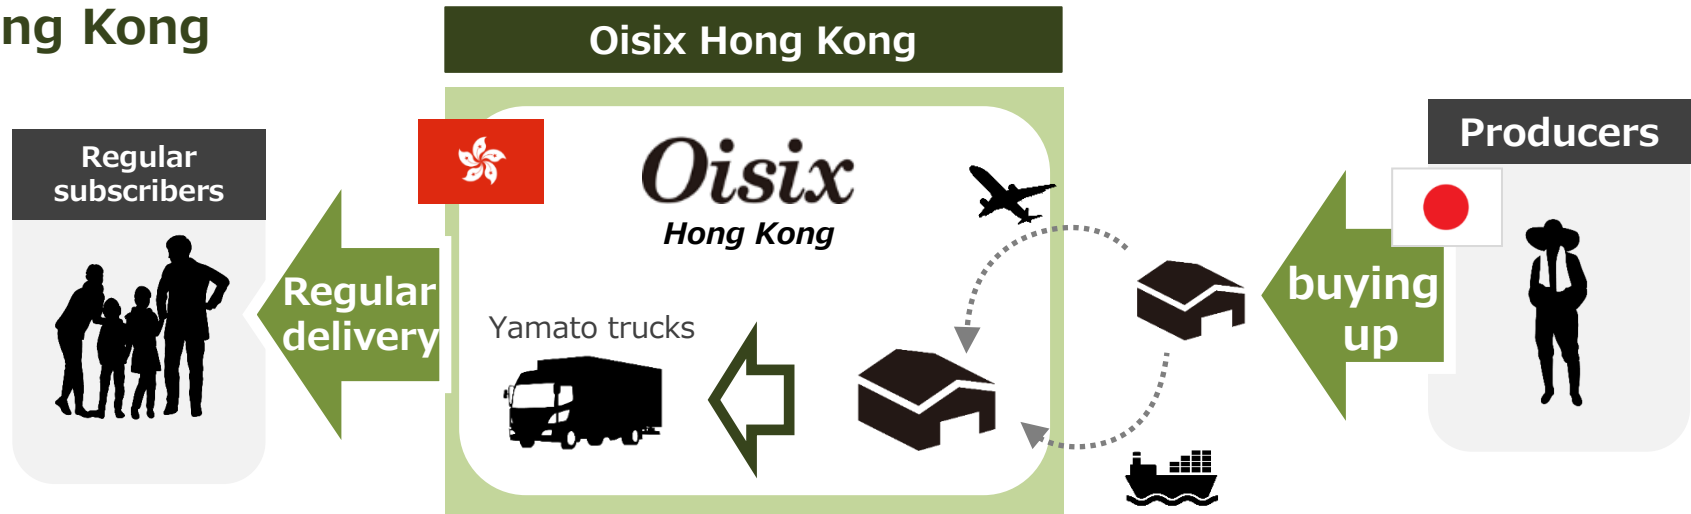 ng Kong
Oisix Hong Kong
Regular
subscribers
Oisix
Hong Kong
Producers
Regular
delivery
Yamato trucks
buying
up